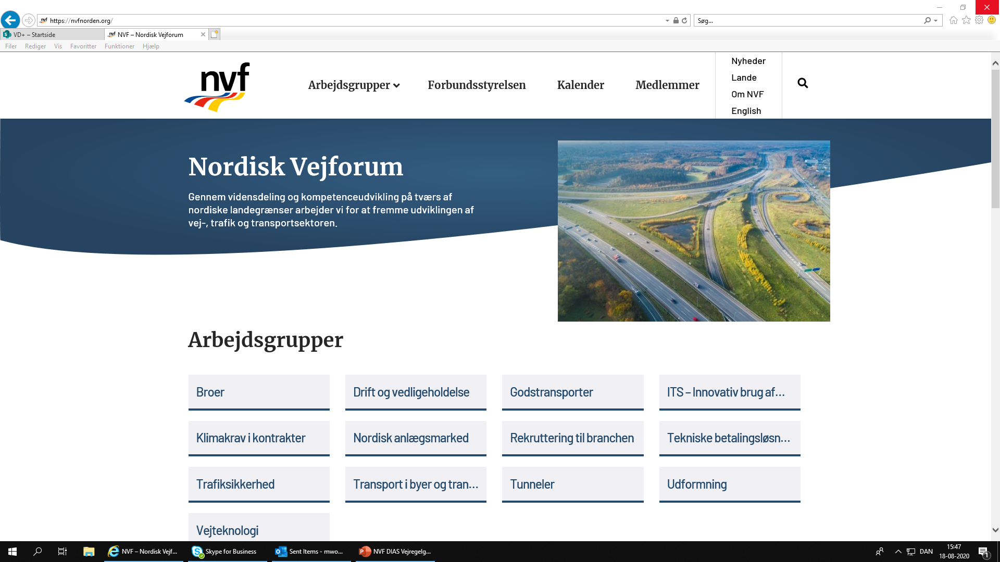 https://nvfnorden.org/
Søg...
VD+ – Startside
NVF – Nordisk Vejforum
Filer Rediger Vis Favoritter Funktioner Hjælp
nvf
Arbejdsgrupper
Forbundsstyrelsen
Kalender
Medlemmer
Nyheder
Lande
Om NVF
English
Nordisk Vejforum
Gennem vidensdeling og kompetenceudvikling på tværs af
nordiske landegrænser arbejder vi for at fremme udviklingen af
vej-, trafik og transportsektoren.
Arbejdsgrupper
Broer
Drift og vedligeholdelse
Godstransporter
ITS – Innovativ brug af...
Klimakrav i kontrakter
Nordisk anlægsmarked
Rekruttering til branchen
Tekniske betalingsløsn...
Trafiksikkerhed
Transport i byer og tran...
Tunneler
Udformning
Vejteknologi
NVF – Nordisk Vejf...
Skype for Business
Sent Items - mwo...
NVF DIAS Vejregelg...
DAN
15:47
18-08-2020
1